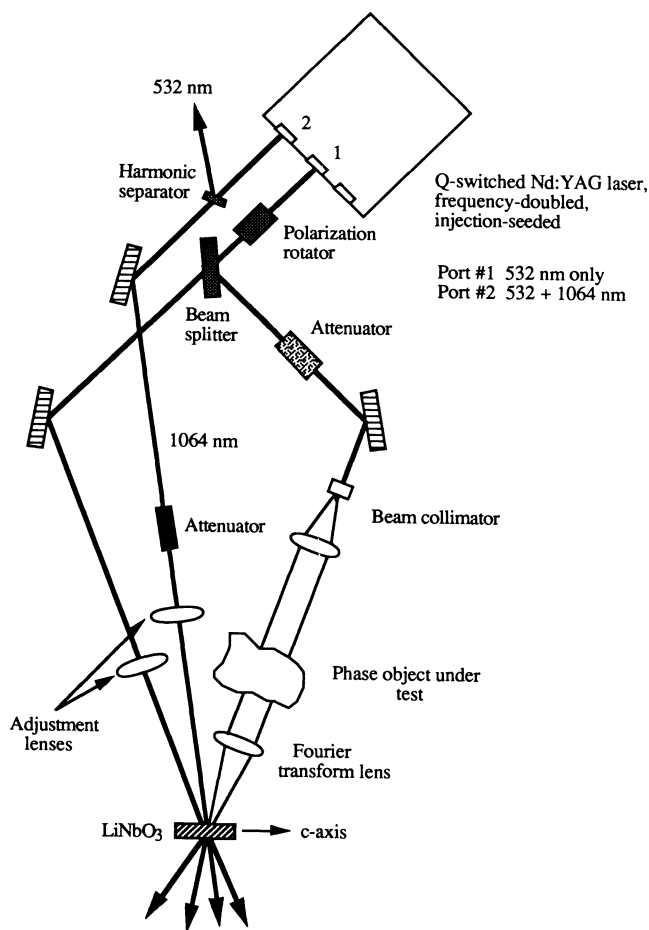 532 nm
2
1
Harmonic
separator
Q-switched Nd:YAG laser,
frequency-doubled,
injection-seeded
Polarization
rotator
Port #1 532 nm only
Port #2 532 + 1064 nm
Beam
splitter
Attenuator
1064 nm
Beam collimator
Attenuator
Phase object under
test
Adjustment
lenses
Fourier
transform lens
LiNbO3
c-axis